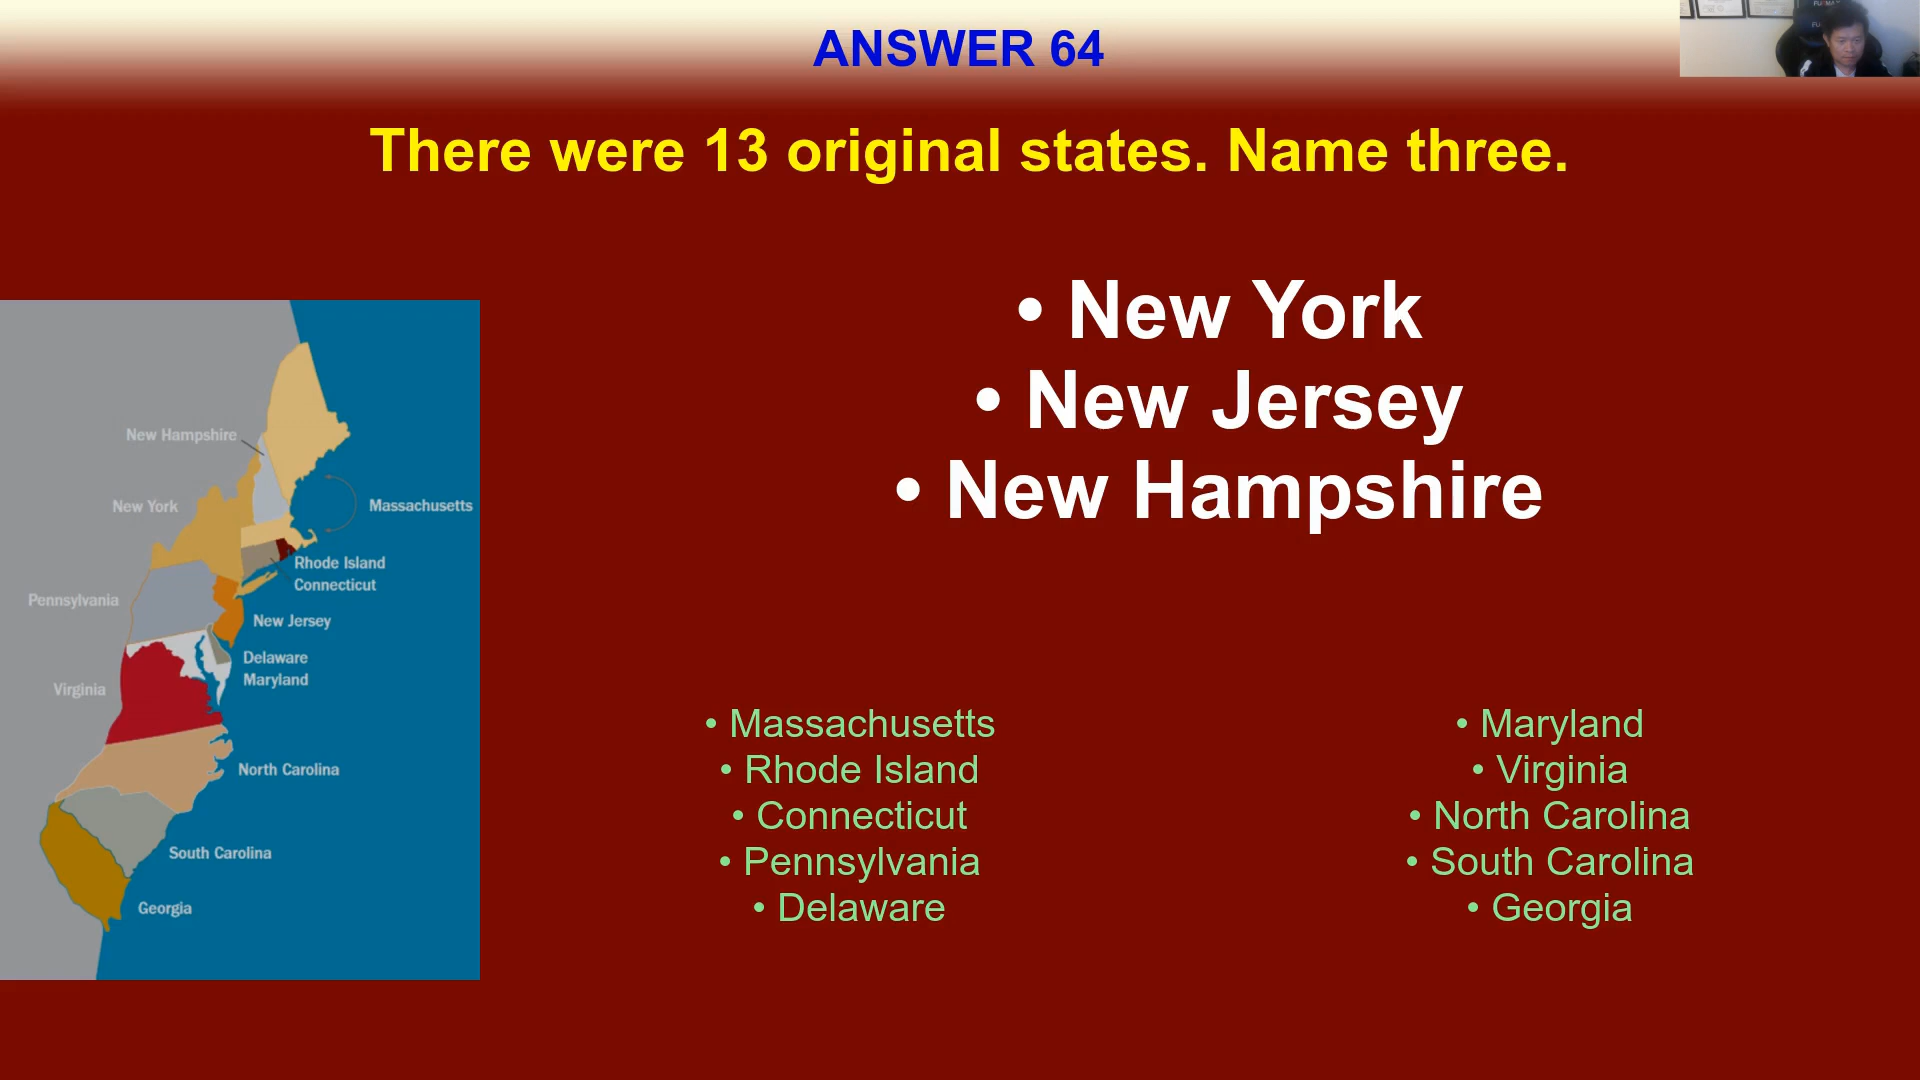 ANSWER 64
There were 13 original states. Name three.
• New York
• New Jersey
• New Hampshire
New Hampshire
New York
Massachusetts
Rhode Island
Connecticut
Pennsylvania
New Jersey
Delaware
Maryland
Virginia
North Carolina
South Carolina
Georgia
• Massachusetts
• Rhode Island
• Connecticut
• Pennsylvania
• Delaware
• Maryland
• Virginia
• North Carolina
• South Carolina
• Georgia